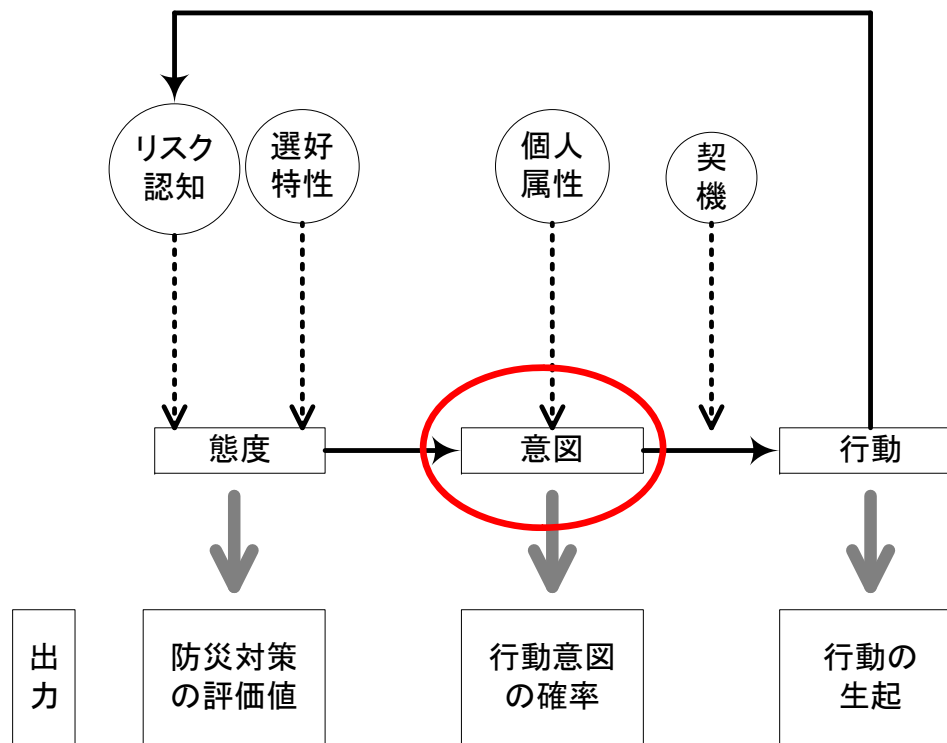 リスク
認知
選好
特性
個人
属性
契
機
態度
意図
行動
出
力
防災対策
の評価値
行動意図
の確率
行動の
生起